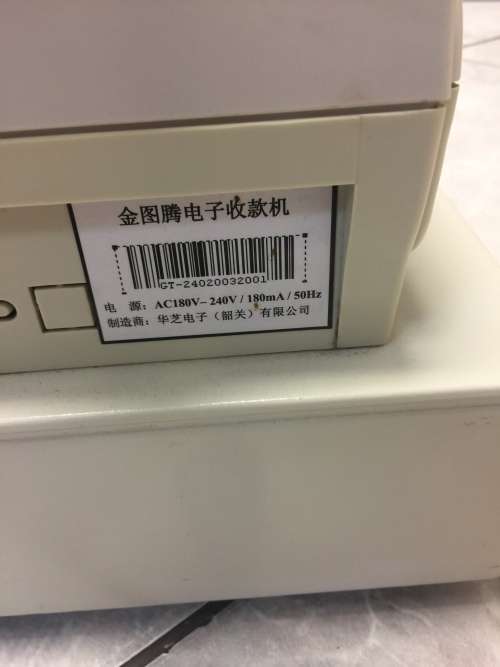 金图腾电子收款机
GT-24020032001
电 源: AC180V-240V / 180mA / 50Hz
制造商: 华芝电子（韶关）有限公司